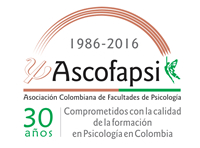 1986-2016
Ascofapsi
Asociación Colombiana de Facultades de Psicología
30 años
Comprometidos con la calidad
de la formación
en Psicología en Colombia